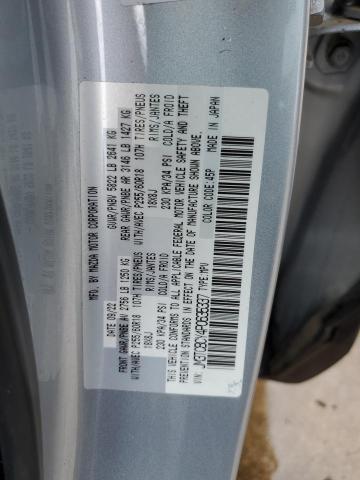 MFD. BY MAZDA MOTOR CORPORATION
DATE: 09/22 GVWR/PNBV 5822 LB 2641 KG
FRONT GAWR/PNBE AV 2756 LB 1250 KG REAR GAWR/PNBE AR 3146 LB 1427 KG
WITH/AVEC P255/60R18 107H TIRES/PNEUS WITH/AVEC P255/60R18 107H TIRES/PNEUS
18X8J RIMS/JANTES 18X8J RIMS/JANTES
230 KPA/34 PSI COLD/A FROID 230 KPA/34 PSI COLD/A FROID
THIS VEHICLE CONFORMS TO ALL APPLICABLE FEDERAL MOTOR VEHICLE SAFETY AND THEFT
PREVENTION STANDARDS IN EFFECT ON THE DATE OF MANUFACTURE SHOWN ABOVE.
VIN: TYPE: MPV COLOR CODE: 45P MADE IN JAPAN